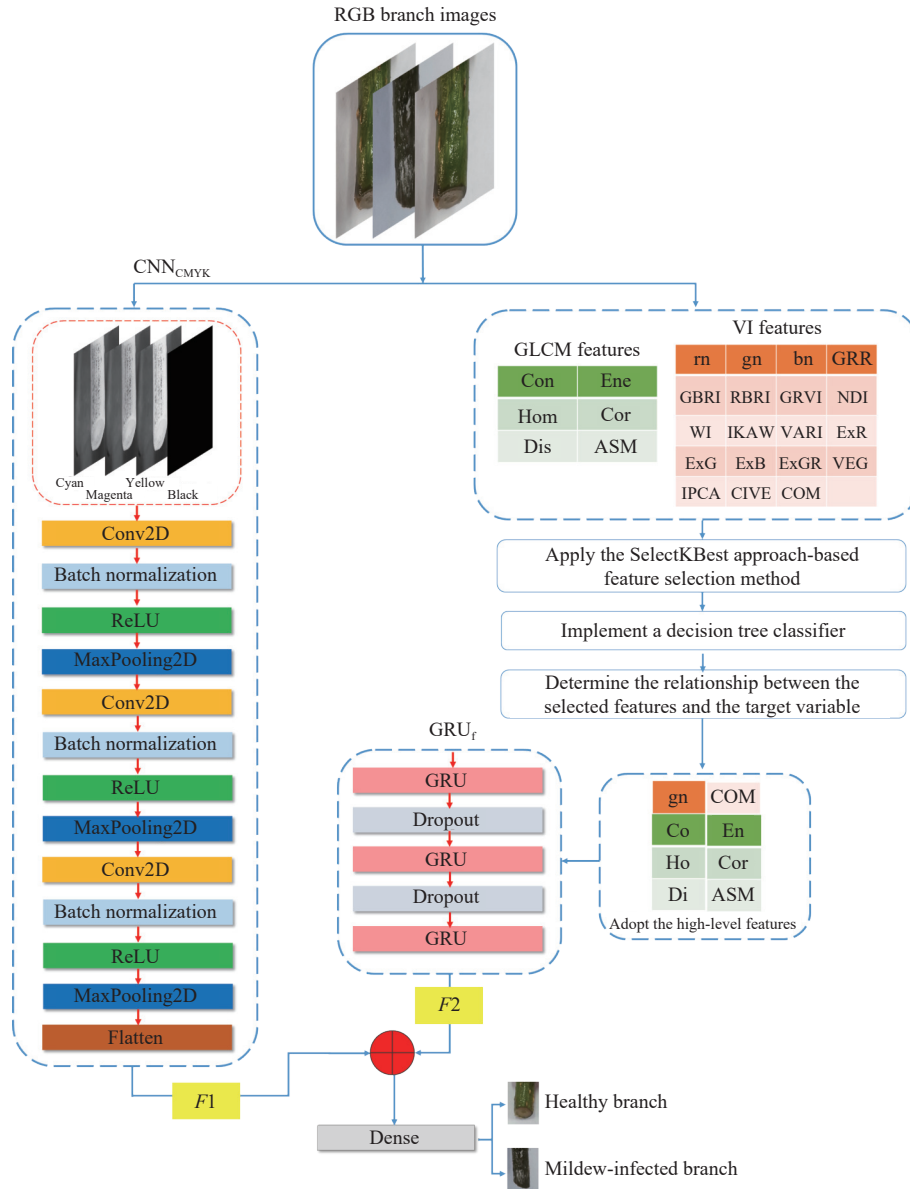 RGB branch images
CNN_CMYK
Cyan
Magenta
Yellow
Black
Conv2D
Batch normalization
ReLU
MaxPooling2D
Conv2D
Batch normalization
ReLU
MaxPooling2D
Conv2D
Batch normalization
ReLU
MaxPooling2D
Flatten
F1
GLCM features
Con Ene
Hom Cor
Dis ASM
VI features
rn gn bn GRR
GBRI RBRI GRVI NDI
WI IKAW VARI ExR
ExG ExB ExGR VEG
IPCA CIVE COM
Apply the SelectKBest approach-based
feature selection method
Implement a decision tree classifier
Determine the relationship between the
selected features and the target variable
gn COM
Co En
Ho Cor
Di ASM
Adopt the high-level features
GRU_f
GRU
Dropout
GRU
Dropout
GRU
F2
Dense
Healthy branch
Mildew-infected branch